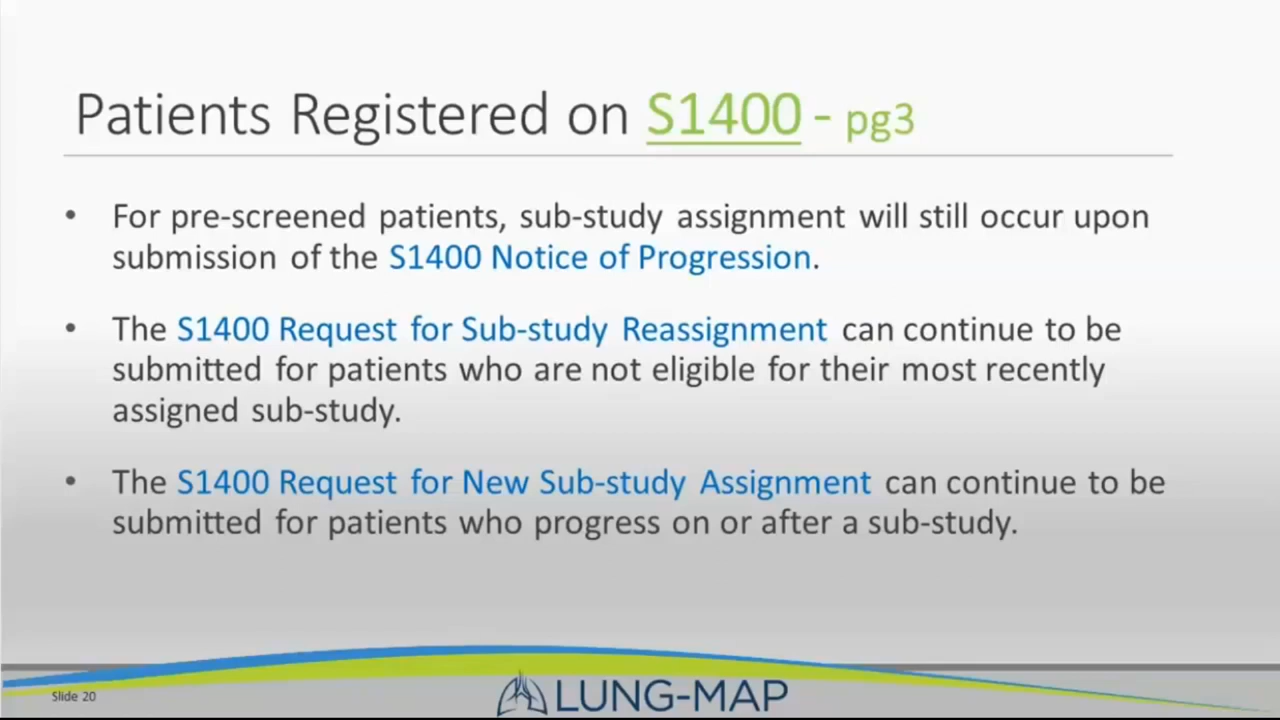 Patients Registered on S1400 - pg3
• For pre-screened patients, sub-study assignment will still occur upon
submission of the S1400 Notice of Progression.
• The S1400 Request for Sub-study Reassignment can continue to be
submitted for patients who are not eligible for their most recently
assigned sub-study.
• The S1400 Request for New Sub-study Assignment can continue to be
submitted for patients who progress on or after a sub-study.
Slide 20
LUNG-MAP